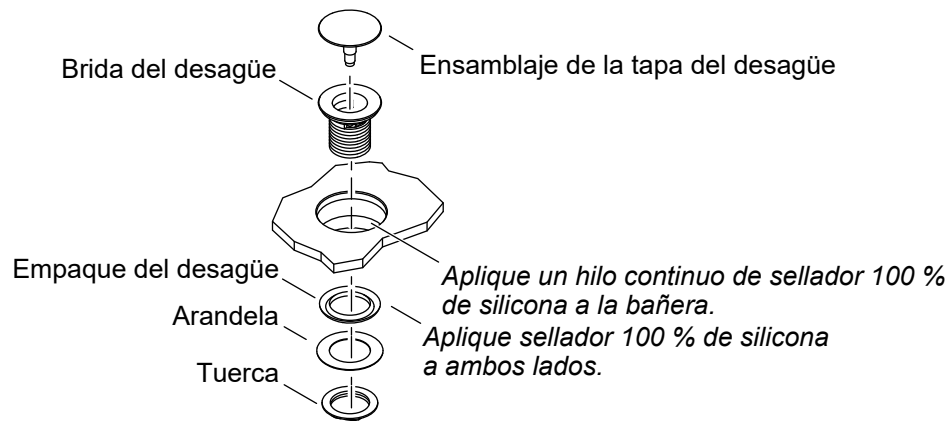 Ensamblaje de la tapa del desagüe
Brida del desagüe
Empaque del desagüe
Aplique un hilo continuo de sellador 100 %
de silicona a la bañera.
Arandela
Aplique sellador 100 % de silicona
a ambos lados.
Tuerca